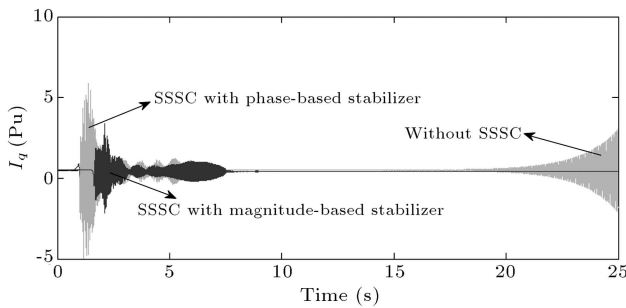 10
5
0
-5
I_q (Pu)
SSSC with phase-based stabilizer
Without SSSC
SSSC with magnitude-based stabilizer
0 5 10 15 20 25
Time (s)